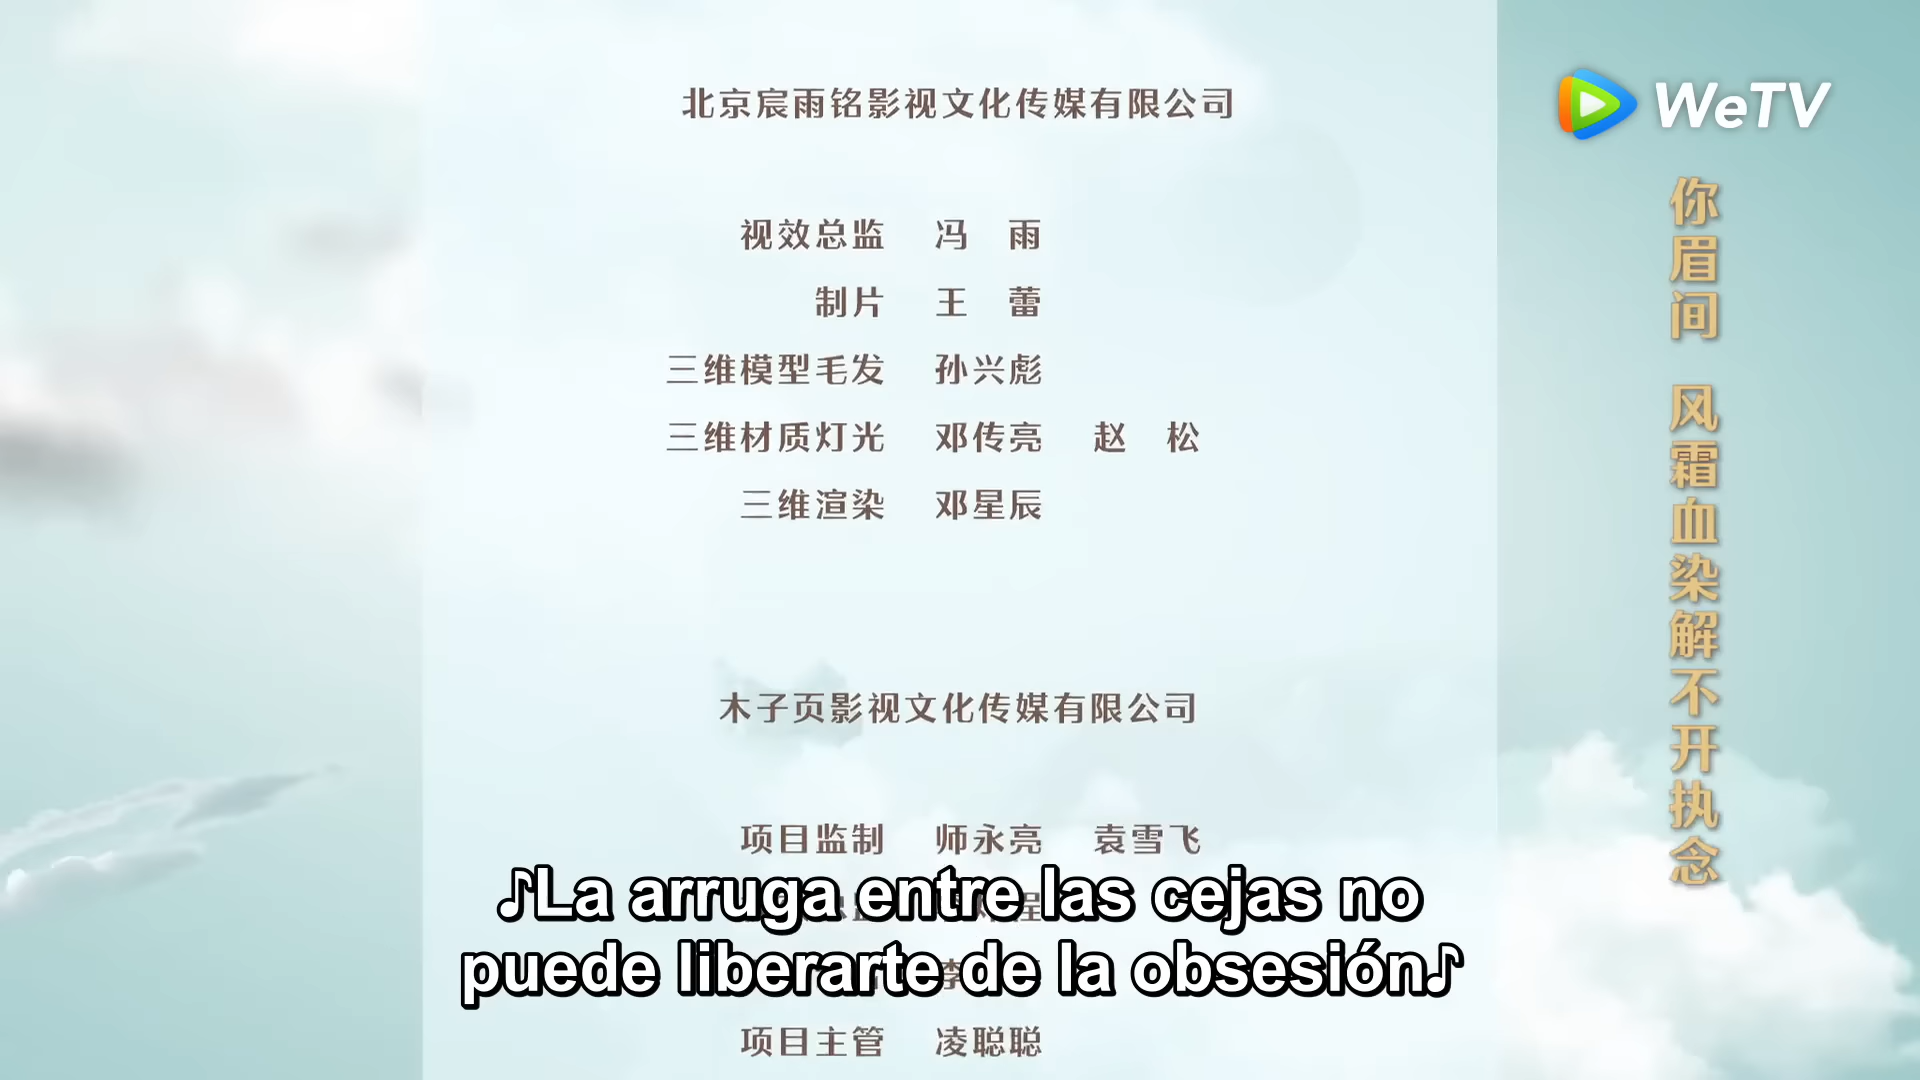 北京宸雨铭影视文化传媒有限公司
WeTV
视效总监 冯 雨
制片 王 蕾
三维模型毛发 孙兴彪
三维材质灯光 邓传亮 赵 松
三维渲染 邓星辰
你眉间 风霜血染解不开执念
木子页影视文化传媒有限公司
项目监制 师永亮 袁雪飞
♪La arruga entre las cejas no
puede liberarte de la obsesión♪
项目主管 凌聪聪